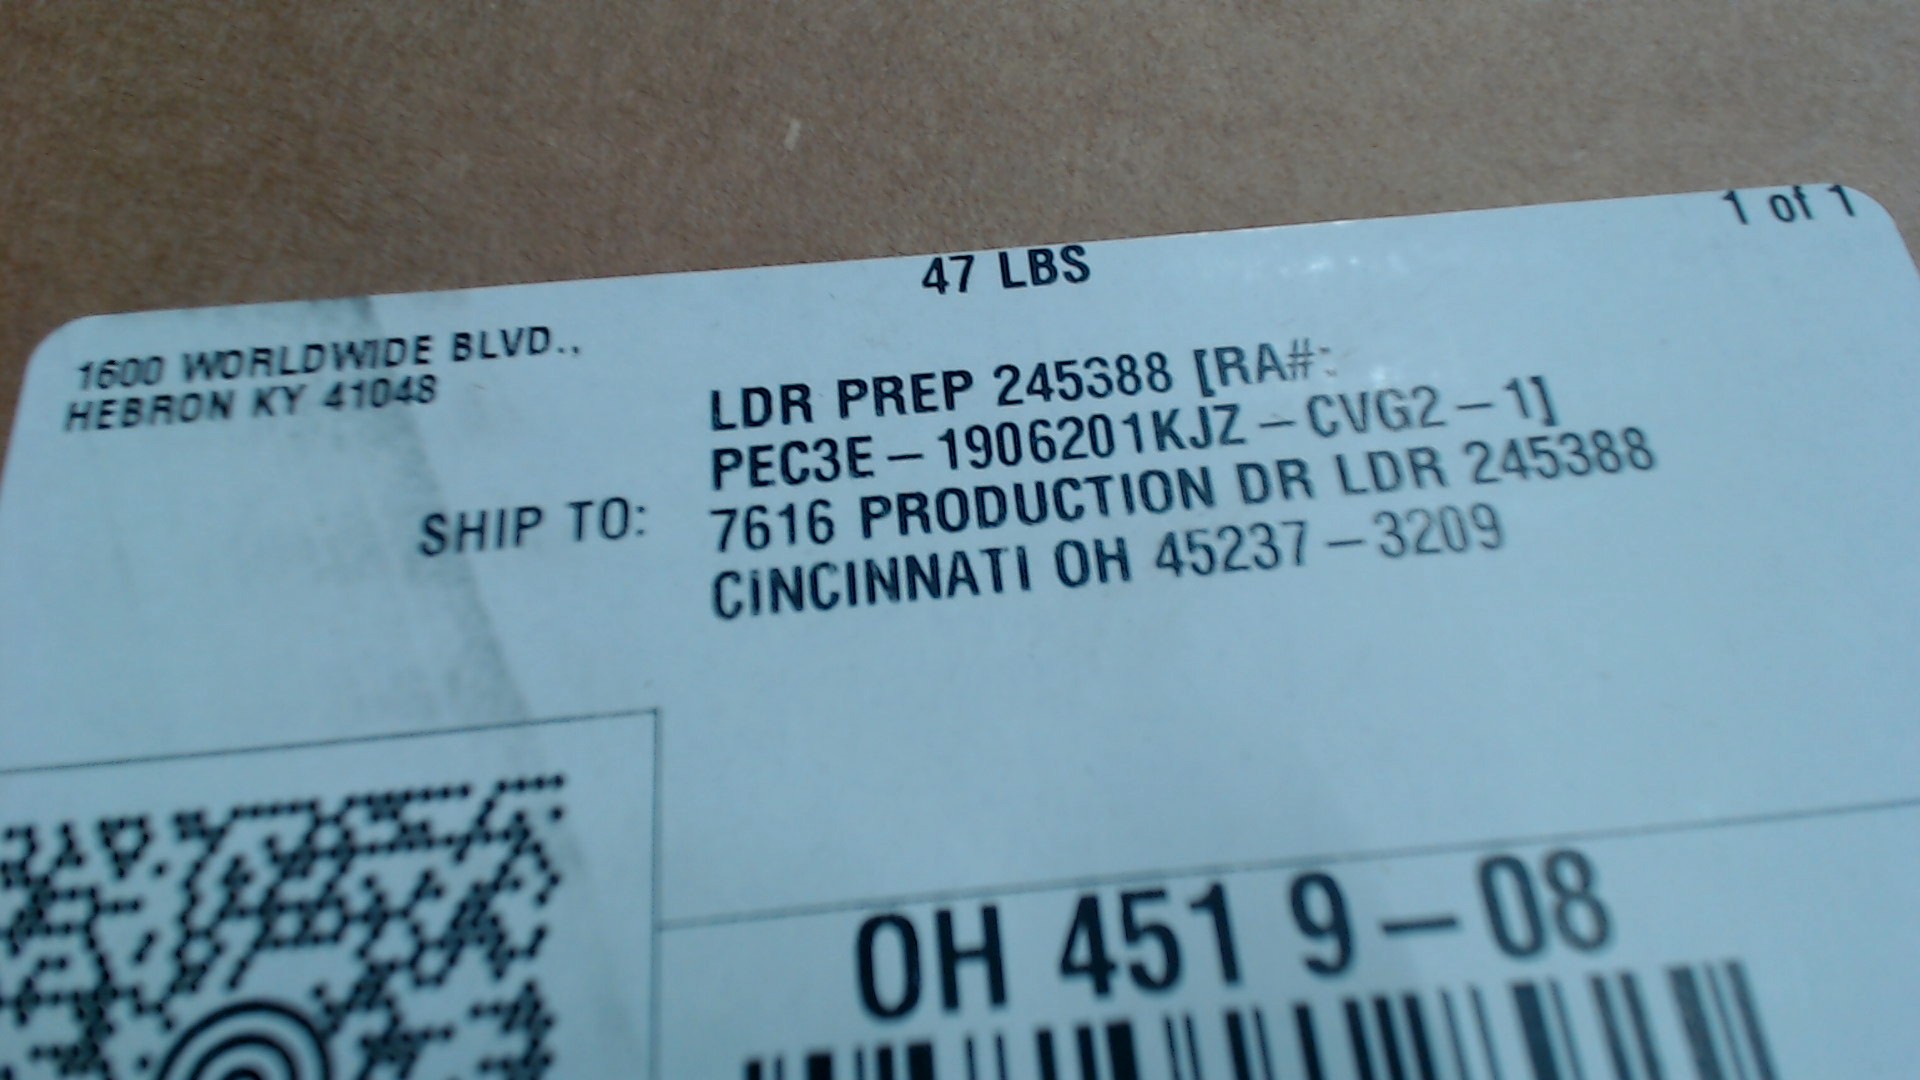 1 of 1
47 LBS
1600 WORLDWIDE BLVD.,
HEBRON KY 41048
LDR PREP 245388 [RA#:
PEC3E-1906201KJZ-CVG2-1]
SHIP TO: 7616 PRODUCTION DR LDR 245388
CINCINNATI OH 45237-3209
OH 451 9-08